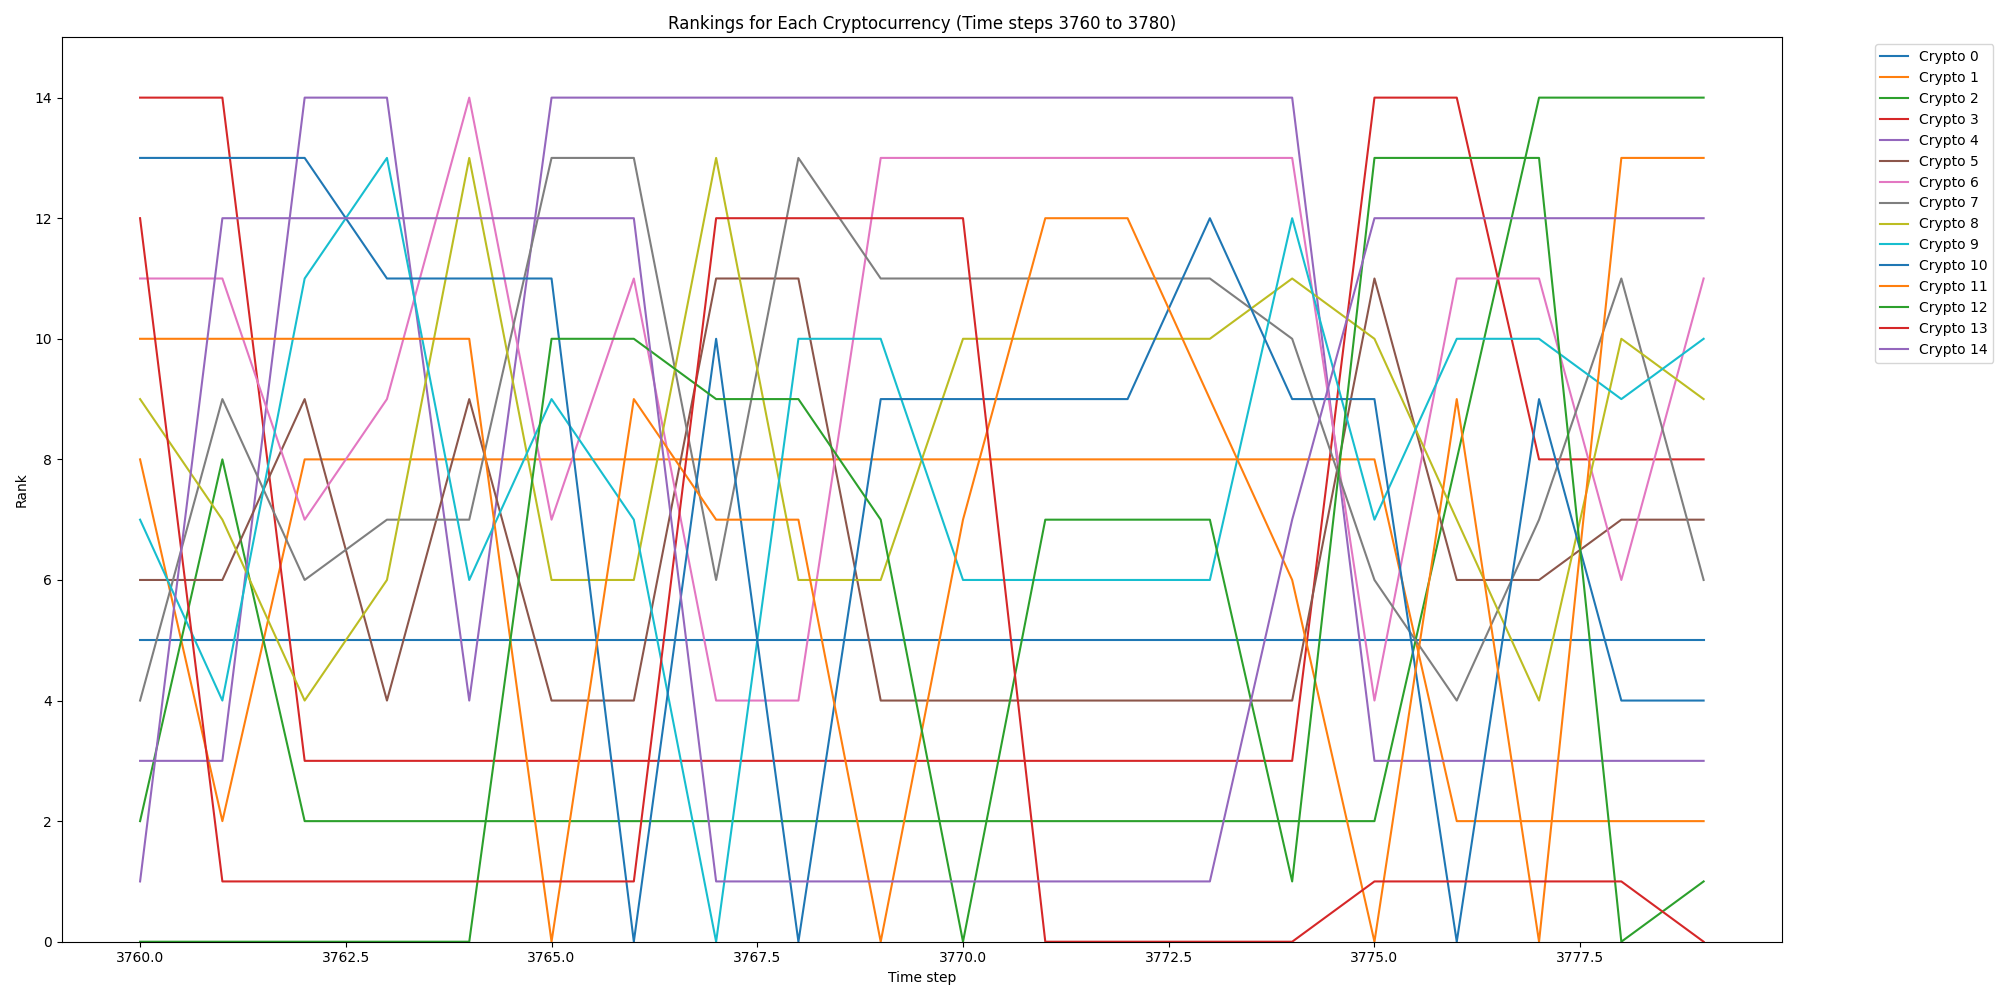 Rankings for Each Cryptocurrency (Time steps 3760 to 3780)
14
12
10
8
6
4
2
0
Rank
3760.0 3762.5 3765.0 3767.5 3770.0 3772.5 3775.0 3777.5
Time step
Crypto 0
Crypto 1
Crypto 2
Crypto 3
Crypto 4
Crypto 5
Crypto 6
Crypto 7
Crypto 8
Crypto 9
Crypto 10
Crypto 11
Crypto 12
Crypto 13
Crypto 14